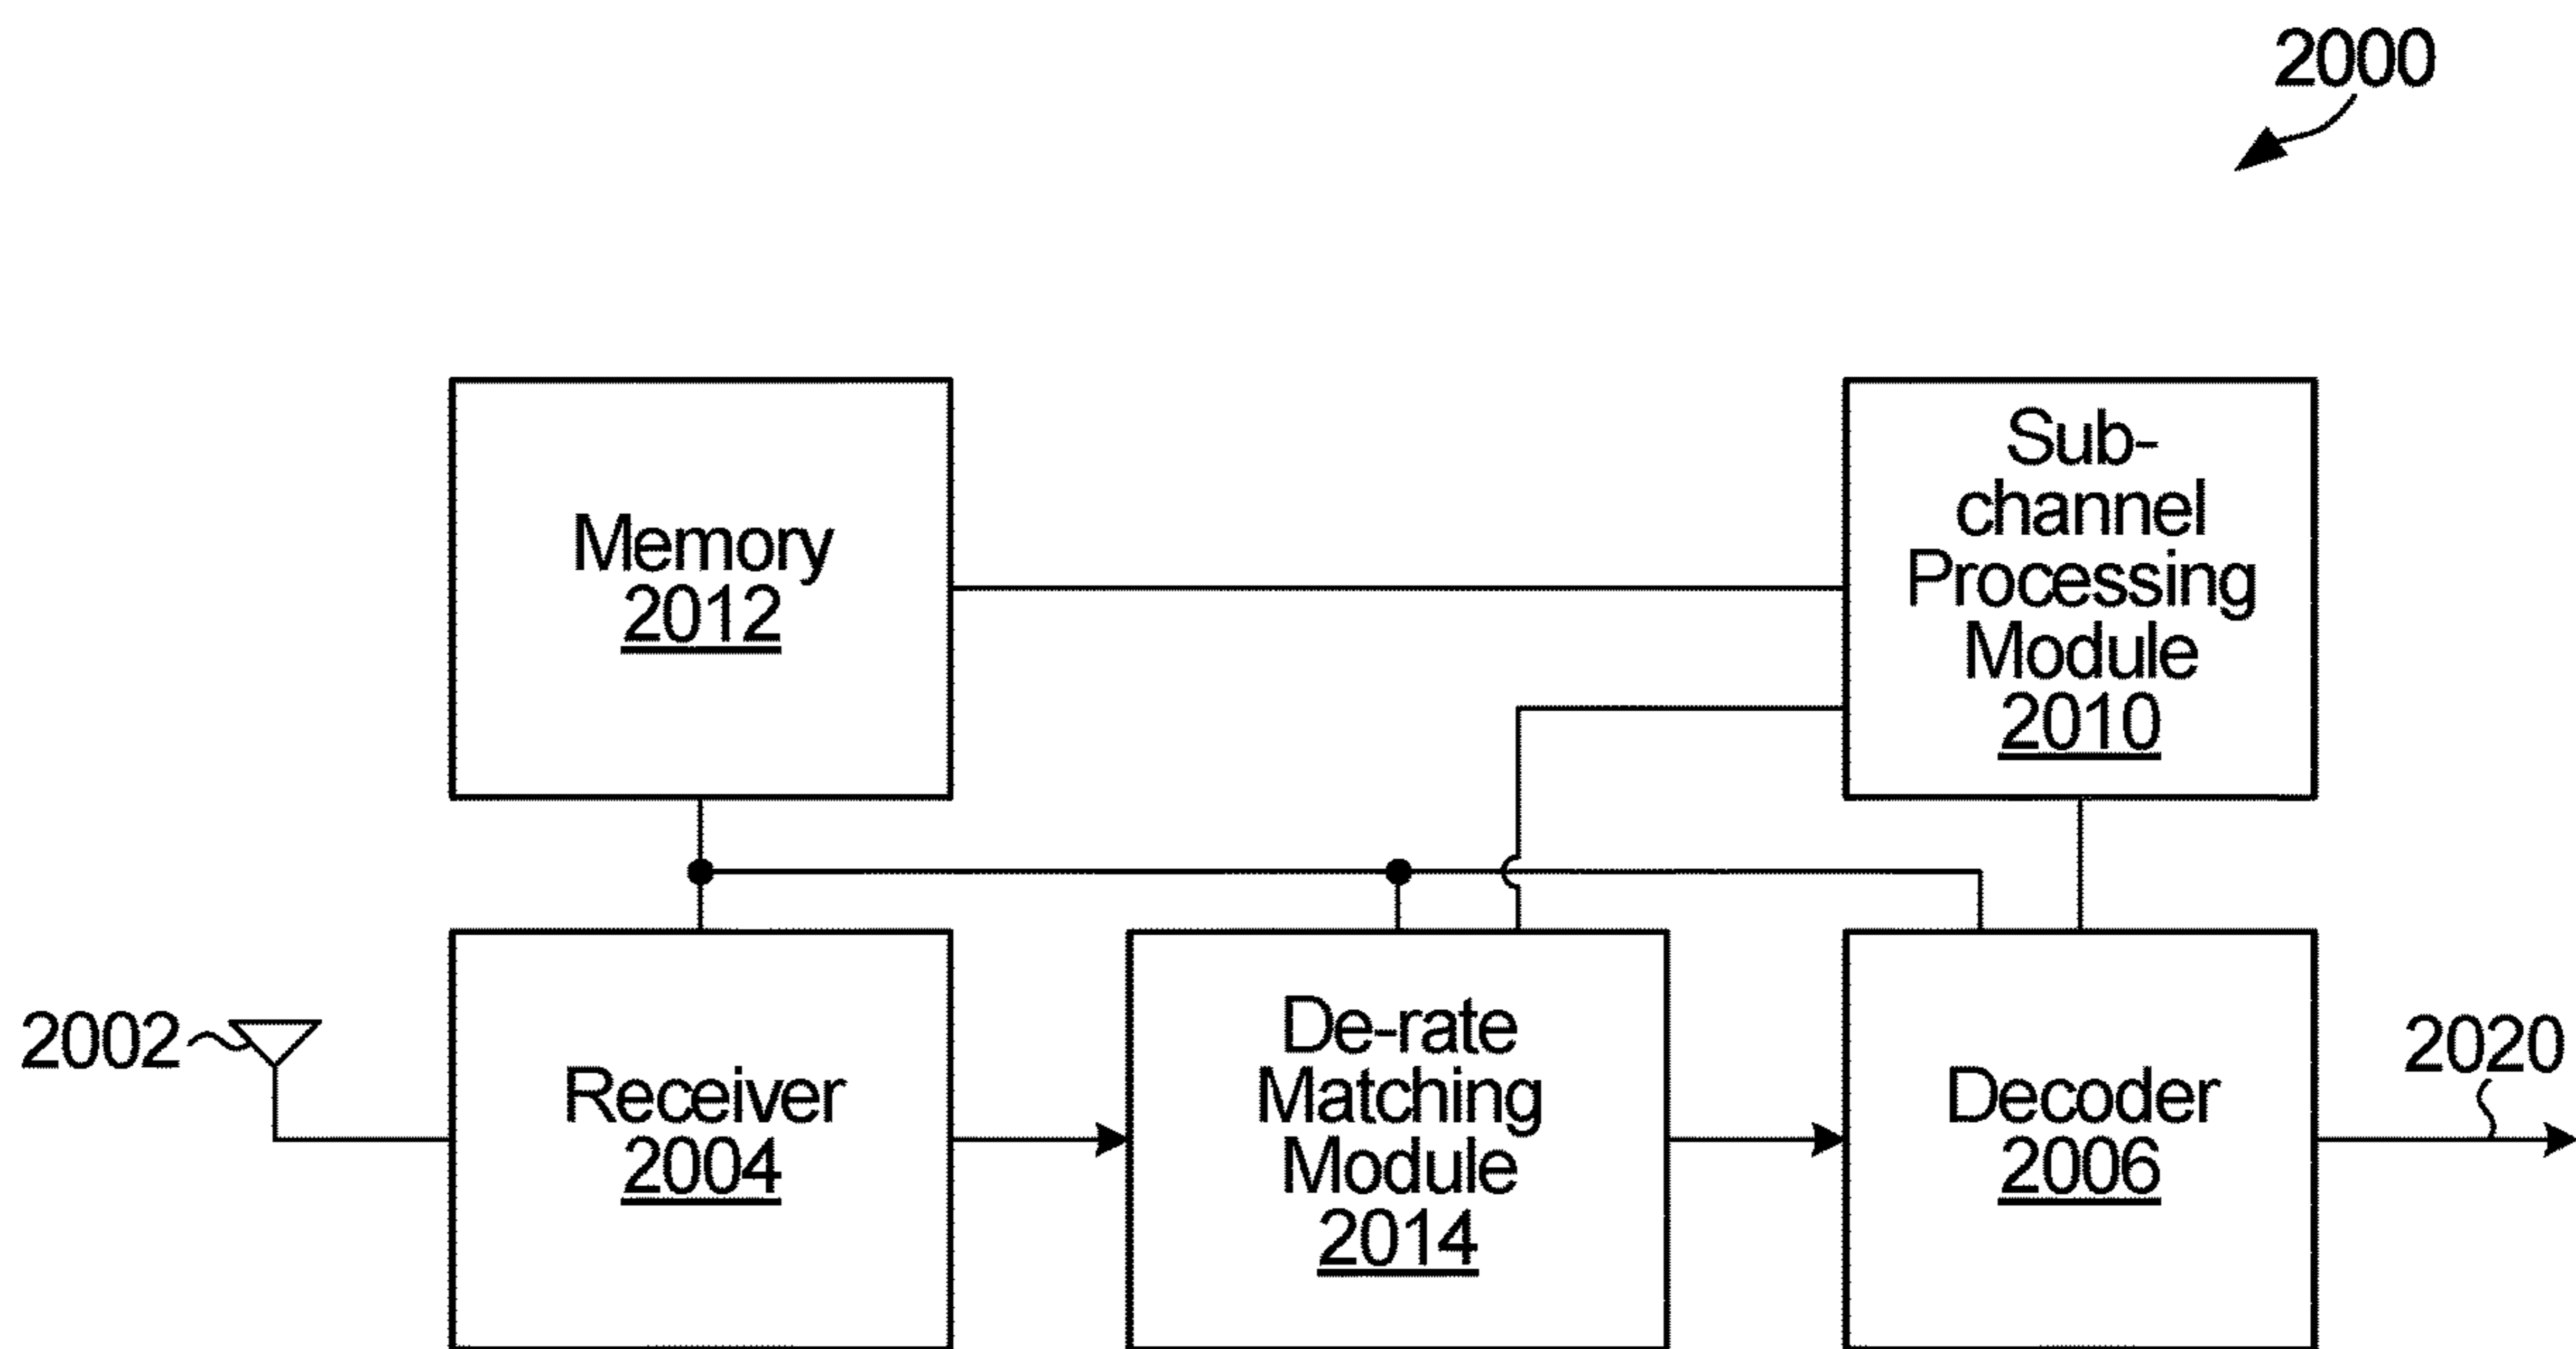 2000
Memory
2012
Sub-
channel
Processing
Module
2010
2002
Receiver
2004
De-rate
Matching
Module
2014
Decoder
2006
2020